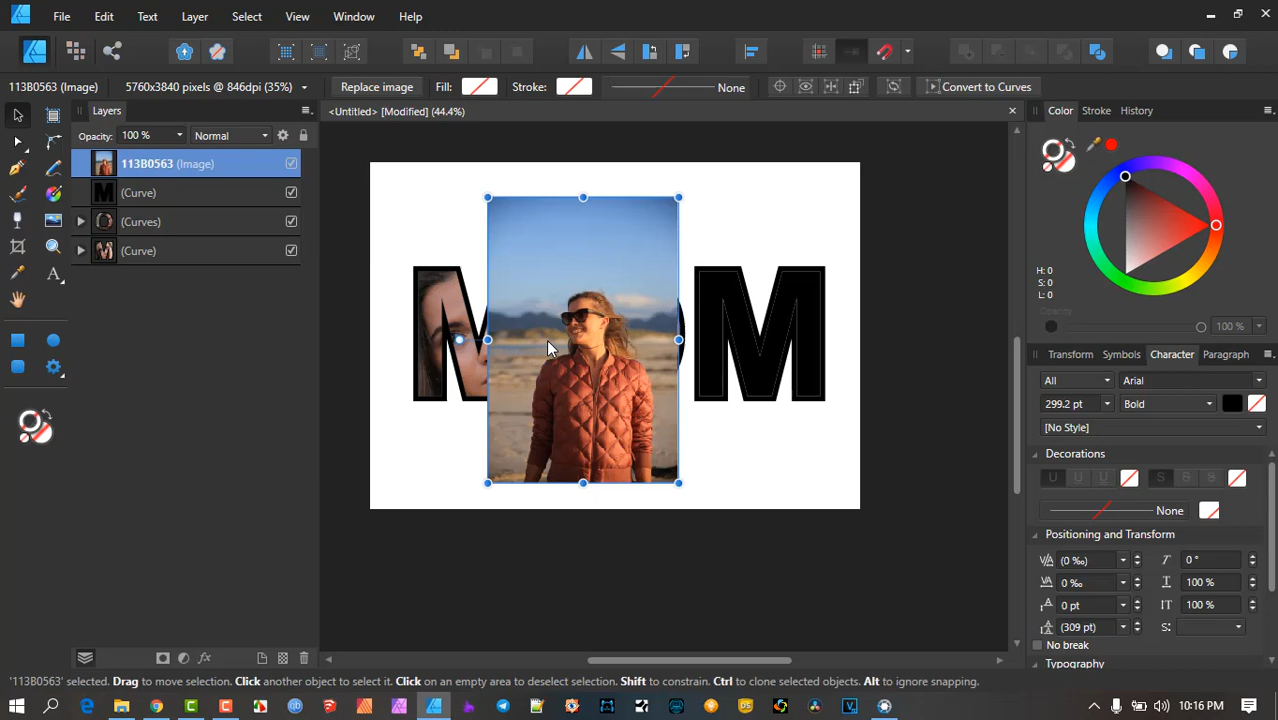 File Edit Text Layer Select View Window Help
113B0563 (Image) 5760x3840 pixels @ 846dpi (35%) Replace image Fill: Stroke: None Convert to Curves
Layers
<Untitled> [Modified] (44.4%)
Color Stroke History
Opacity: 100 % Normal
113B0563 (Image)
(Curve)
(Curves)
(Curve)
H: 0
S: 0
L: 0
Opacity 100 %
M M
Transform Symbols Character Paragraph
All Arial
299.2 pt Bold
[No Style]
Decorations
U U U S S S
None
Positioning and Transform
(0 ‰) 0 °
0 ‰ 100 %
0 pt 100 %
(309 pt) S:
No break
Typography
'113B0563' selected. Drag to move selection. Click another object to select it. Click on an empty area to deselect selection. Shift to constrain. Ctrl to clone selected objects. Alt to ignore snapping.
10:16 PM